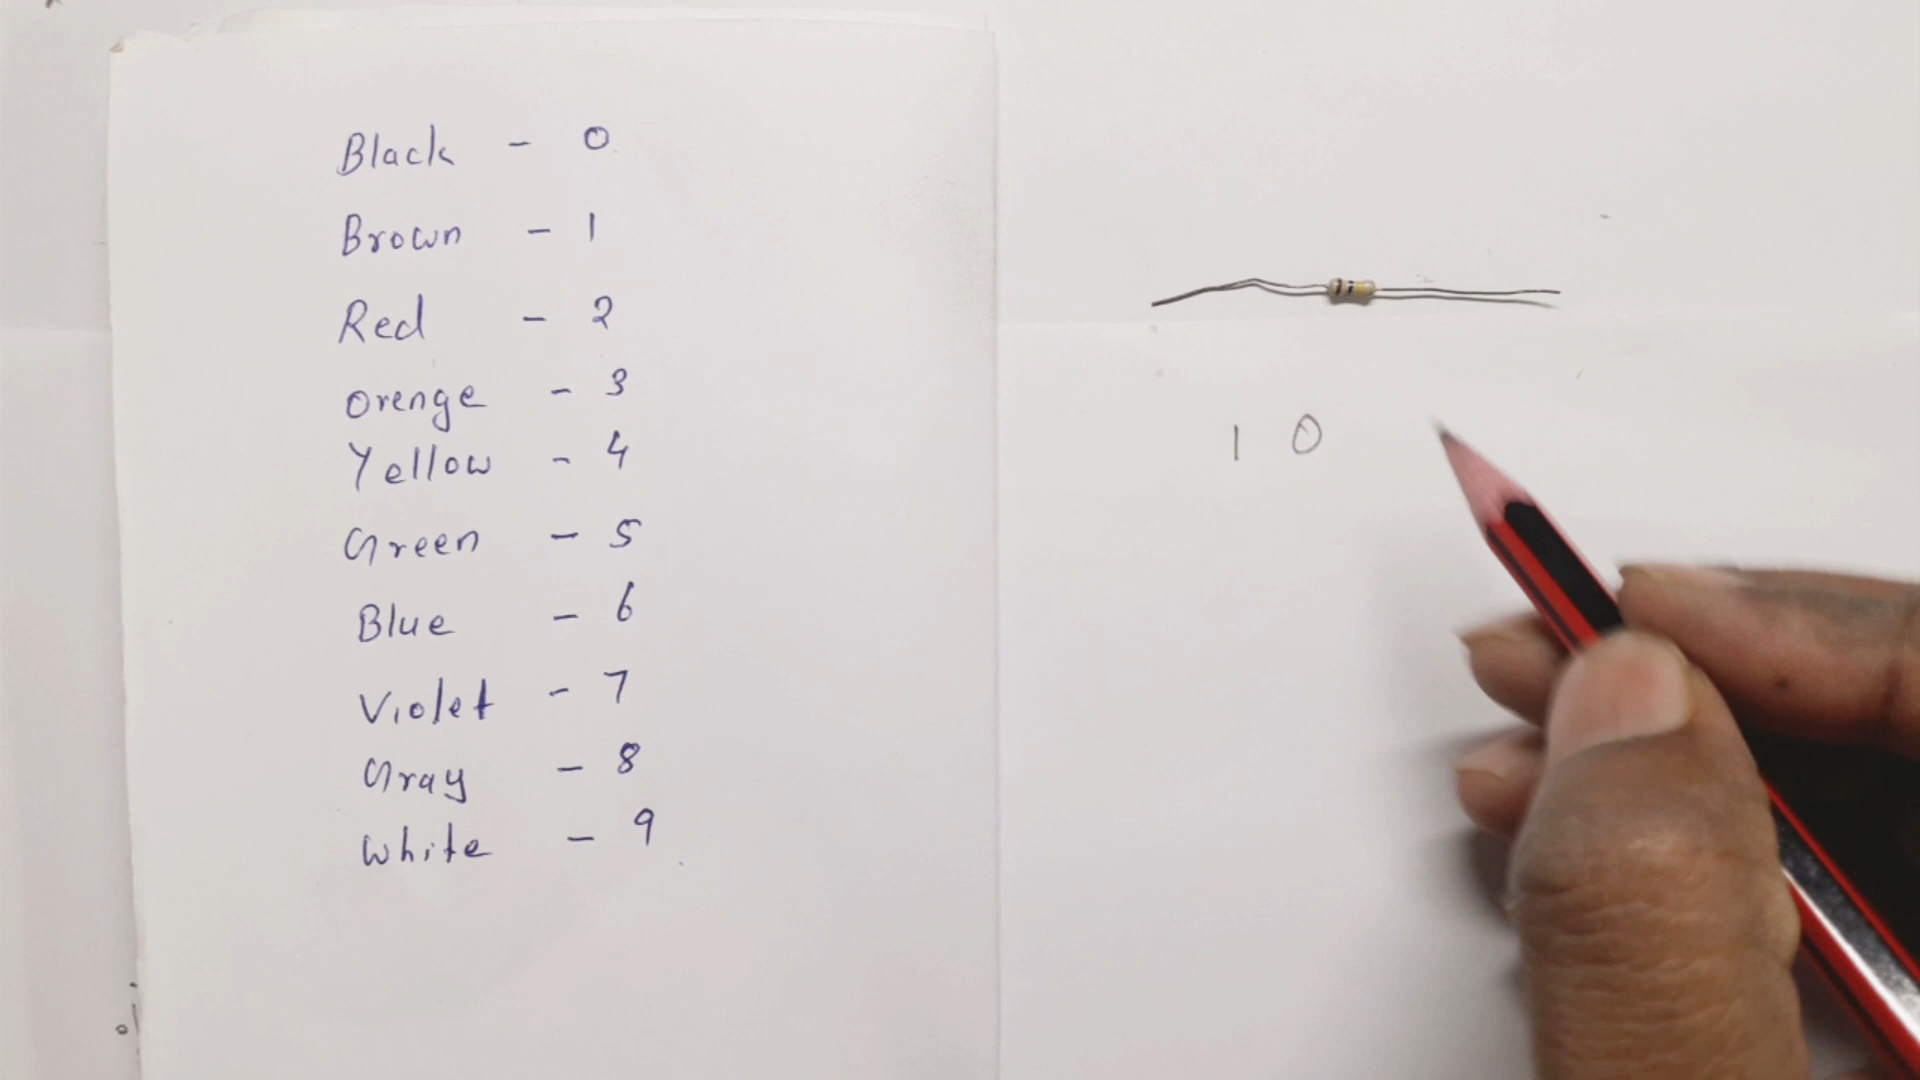 Black - 0
Brown - 1
Red - 2
Orenge - 3
Yellow - 4
Green - 5
Blue - 6
Violet - 7
Gray - 8
White - 9
1 0